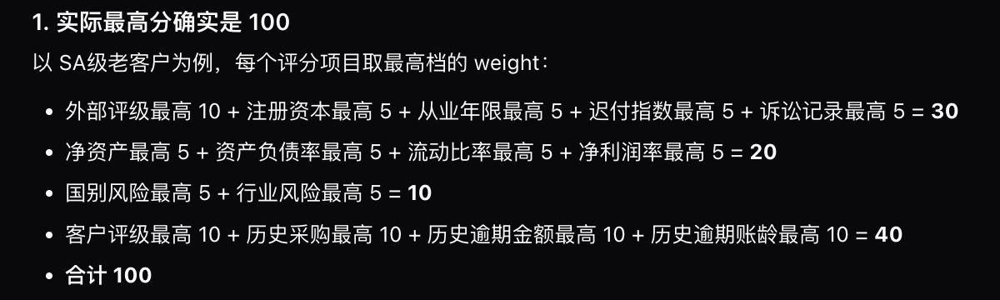 1. 实际最高分确实是 100
以 SA级老客户为例，每个评分项目取最高档的 weight：
• 外部评级最高 10 + 注册资本最高 5 + 从业年限最高 5 + 迟付指数最高 5 + 诉讼记录最高 5 = 30
• 净资产最高 5 + 资产负债率最高 5 + 流动比率最高 5 + 净利润率最高 5 = 20
• 国别风险最高 5 + 行业风险最高 5 = 10
• 客户评级最高 10 + 历史采购最高 10 + 历史逾期金额最高 10 + 历史逾期账龄最高 10 = 40
• 合计 100